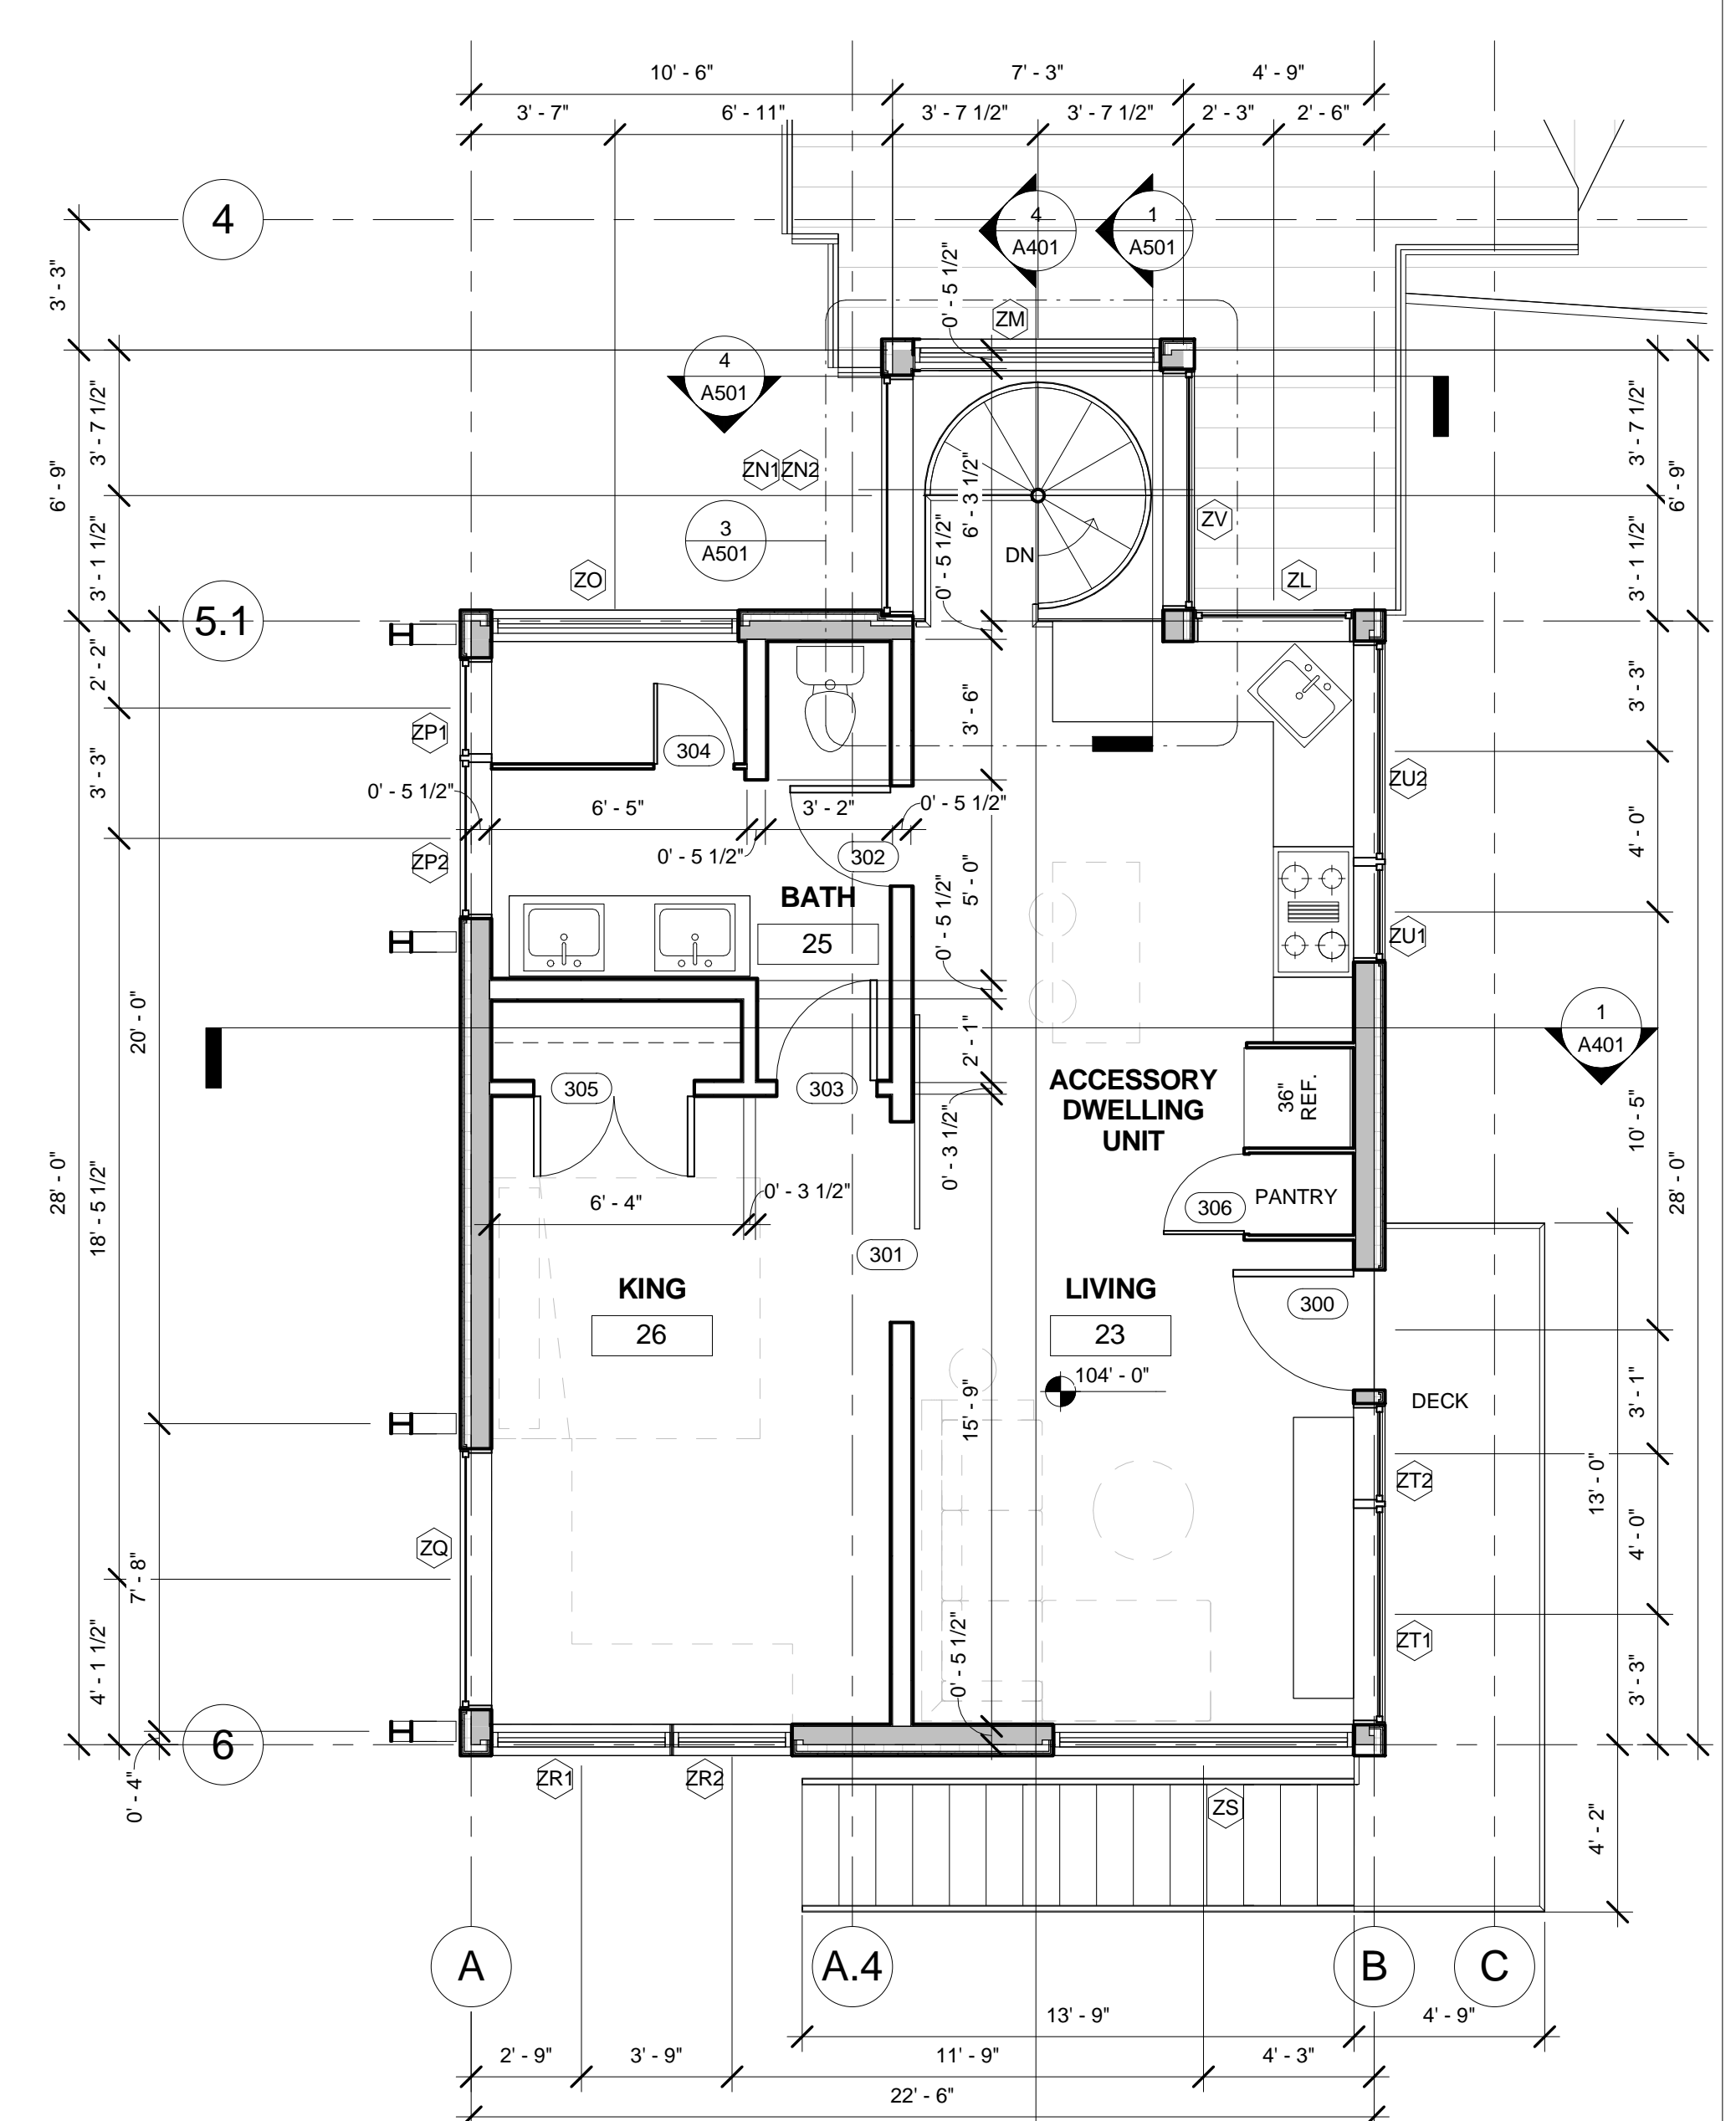 10' - 6"
7' - 3"
4' - 9"
3' - 7"
6' - 11"
3' - 7 1/2"
3' - 7 1/2"
2' - 3"
2' - 6"
4
4
A401
1
A501
3' - 3"
0' - 5 1/2"
ZM
4
A501
3' - 7 1/2"
3' - 7 1/2"
6' - 9"
6' - 9"
ZN1
ZN2
6' - 3 1/2"
ZV
3
A501
0' - 5 1/2"
DN
3' - 1 1/2"
3' - 1 1/2"
ZO
ZL
5.1
2' - 2"
3' - 3"
3' - 6"
ZP1
304
ZU2
3' - 3"
0' - 5 1/2"
6' - 5"
3' - 2"
0' - 5 1/2"
4' - 0"
0' - 5 1/2"
302
ZP2
5' - 0"
BATH
25
0' - 5 1/2"
ZU1
20' - 0"
1
A401
2' - 1"
305
303
ACCESSORY
DWELLING
UNIT
36"
REF.
10' - 5"
0' - 3 1/2"
28' - 0"
18' - 5 1/2"
28' - 0"
6' - 4"
0' - 3 1/2"
306
PANTRY
301
KING
26
LIVING
23
300
104' - 0"
15' - 9"
DECK
3' - 1"
ZT2
13' - 0"
ZQ
4' - 0"
7' - 8"
4' - 1 1/2"
0' - 5 1/2"
ZT1
3' - 3"
6
0' - 4"
ZR1
ZR2
ZS
4' - 2"
A
A.4
B
C
13' - 9"
4' - 9"
2' - 9"
3' - 9"
11' - 9"
4' - 3"
22' - 6"